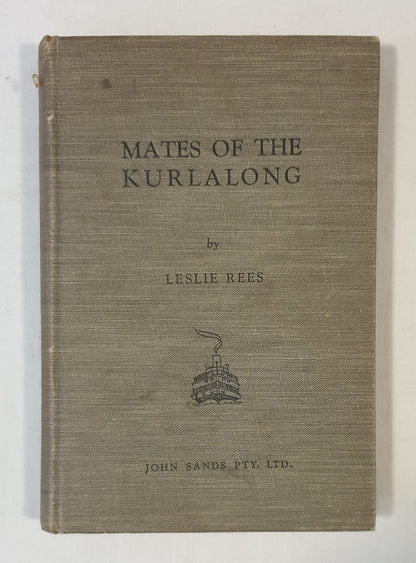 MATES OF THE
KURLALONG
by
LESLIE REES
JOHN SANDS PTY. LTD.